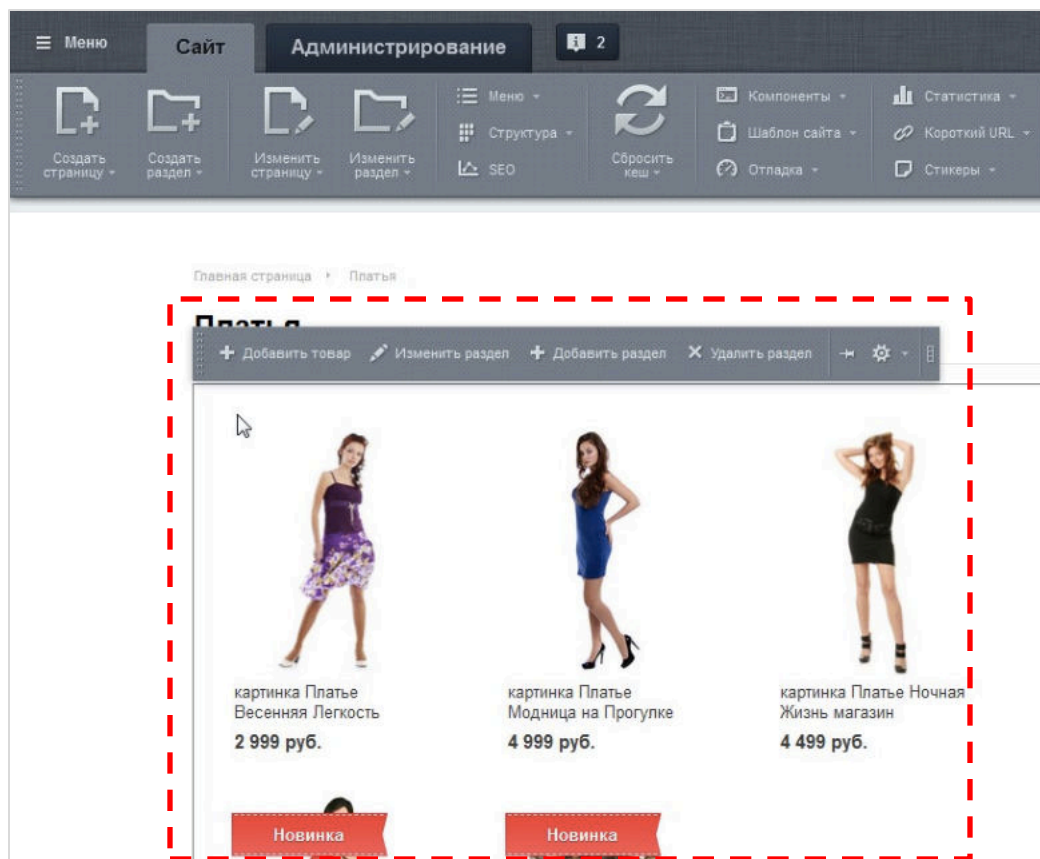 Меню
Сайт
Администрирование
2
Создать страницу
Создать раздел
Изменить страницу
Изменить раздел
Меню
Структура
SEO
Сбросить кеш
Компоненты
Шаблон сайта
Отладка
Статистика
Короткий URL
Стикеры
Главная страница
Платья
Платья
Добавить товар
Изменить раздел
Добавить раздел
Удалить раздел
картинка Платье
Весенняя Легкость
2 999 руб.
картинка Платье
Модница на Прогулке
4 999 руб.
картинка Платье Ночная
Жизнь магазин
4 499 руб.
Новинка
Новинка